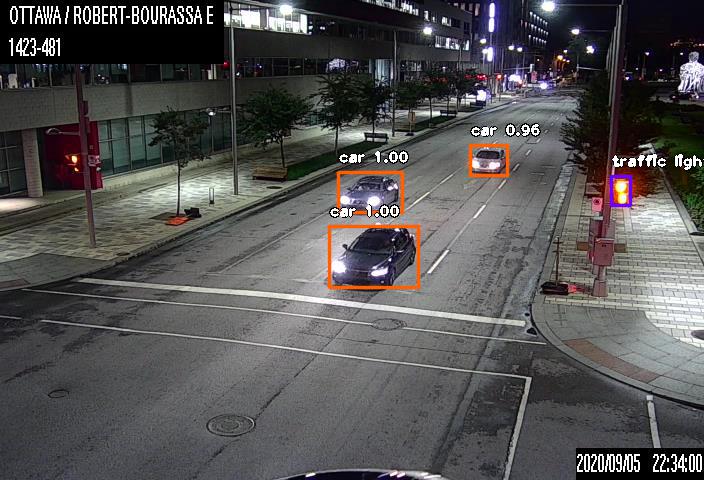 OTTAWA / ROBERT-BOURASSA E
1423-481
car 0.96
car 1.00
traffic ligh
car 1.00
2020/09/05 22:34:00